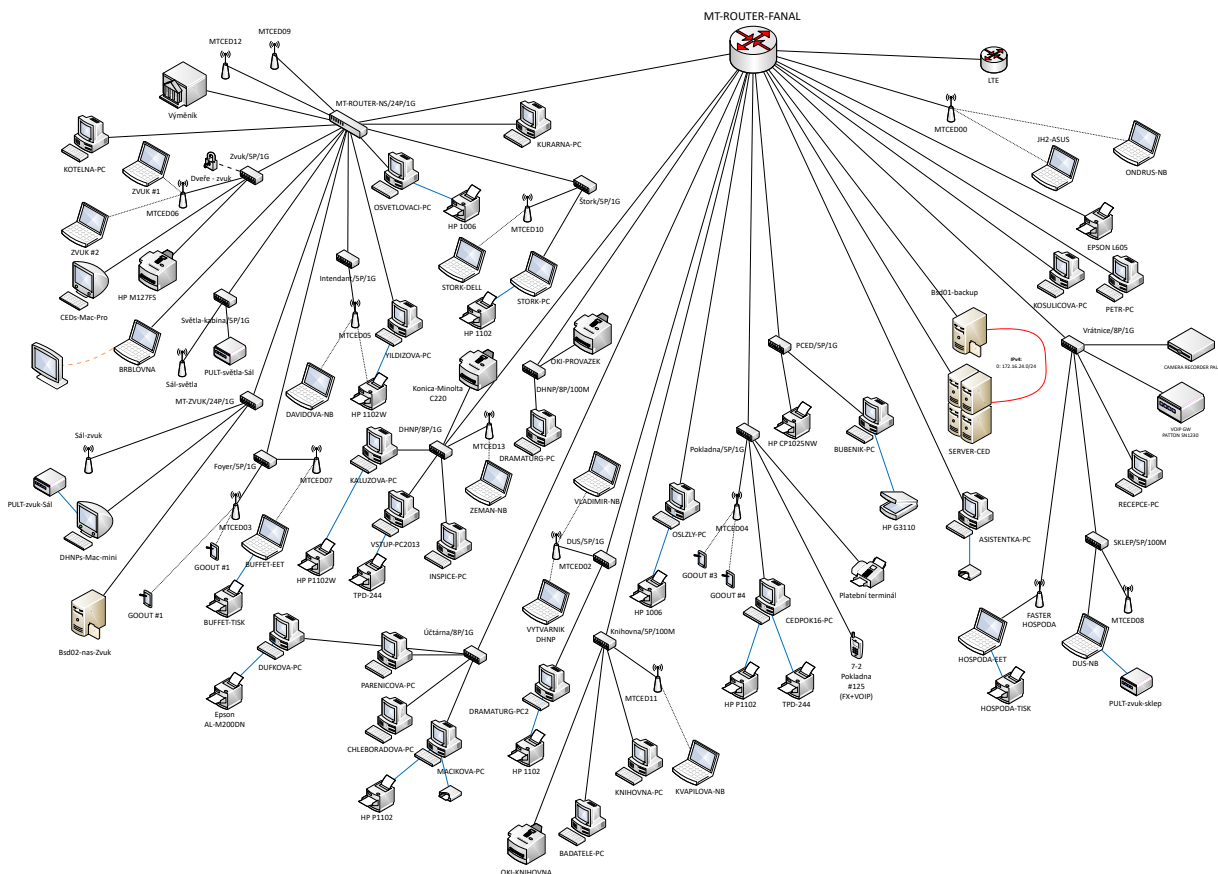 MT-ROUTER-FANAL
MTCED09
MTCED12
LTE
MT-ROUTER-NS/24P/1G
Výměník
MTCED00
KURARNA-PC
JH2-ASUS
KOTELNA-PC
Zvuk/5P/1G
ONDRUS-NB
Dveře - zvuk
ZVUK #1
OSVETLOVACI-PC
Štork/5P/1G
MTCED06
HP 1006
MTCED10
EPSON L605
ZVUK #2
Intendant/5P/1G
STORK-DELL
STORK-PC
Bsd01-backup
KOSULICOVA-PC
PETR-PC
HP M127FS
CEDs-Mac-Pro
Světla-kabina/5P/1G
MTCED05
Vrátnice/8P/1G
HP 1102
OKI-PROVAZEK
PCED/5P/1G
YILDIZOVA-PC
IPv4:
0: 172.16.24.0/24
CAMERA RECORDER PAL
BRBLOVNA
PULT-světla-Sál
Sál-světla
Konica-Minolta
C220
DHNP/8P/100M
MT-ZVUK/24P/1G
DAVIDOVA-NB
HP 1102W
DHNP/8P/1G
VOIP GW
PATTON SN1230
Sál-zvuk
MTCED13
DRAMATURG-PC
HP CP1025NW
BUBENIK-PC
SERVER-CED
Pokladna/5P/1G
Foyer/5P/1G
MTCED07
KALUZOVA-PC
ZEMAN-NB
VLADIMIR-NB
PULT-zvuk-Sál
MTCED03
MTCED04
RECEPCE-PC
HP G3110
DHNPs-Mac-mini
GOOUT #1
BUFFET-EET
VSTUP-PC2013
DUS/5P/1G
OSLZLY-PC
SKLEP/5P/100M
ASISTENTKA-PC
HP P1102W
INSPICE-PC
MTCED02
GOOUT #3
GOOUT #4
TPD-244
Platební terminál
GOOUT #1
BUFFET-TISK
HP 1006
FASTER
HOSPODA
MTCED08
VYTVARNIK
DHNP
CEDPOK16-PC
Účtárna/8P/1G
Knihovna/5P/100M
Bsd02-nas-Zvuk
DUFKOVA-PC
PARENICOVA-PC
7-2
Pokladna
#125
(FX+VOIP)
HOSPODA-EET
DUS-NB
MTCED11
HP P1102
TPD-244
HOSPODA-TISK
PULT-zvuk-sklep
Epson
AL-M200DN
DRAMATURG-PC2
CHLEBORADOVA-PC
MACIKOVA-PC
HP 1102
KNIHOVNA-PC
KVAPILOVA-NB
HP P1102
BADATELE-PC
OKI-KNIHOVNA